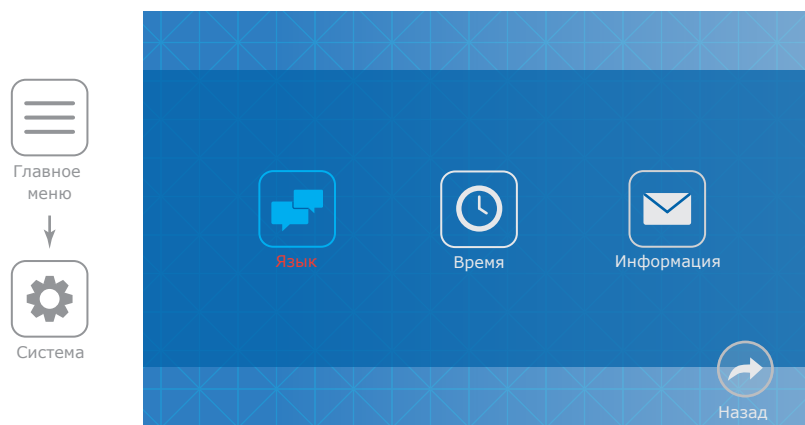 Главное
меню
Система
Язык
Время
Информация
Назад